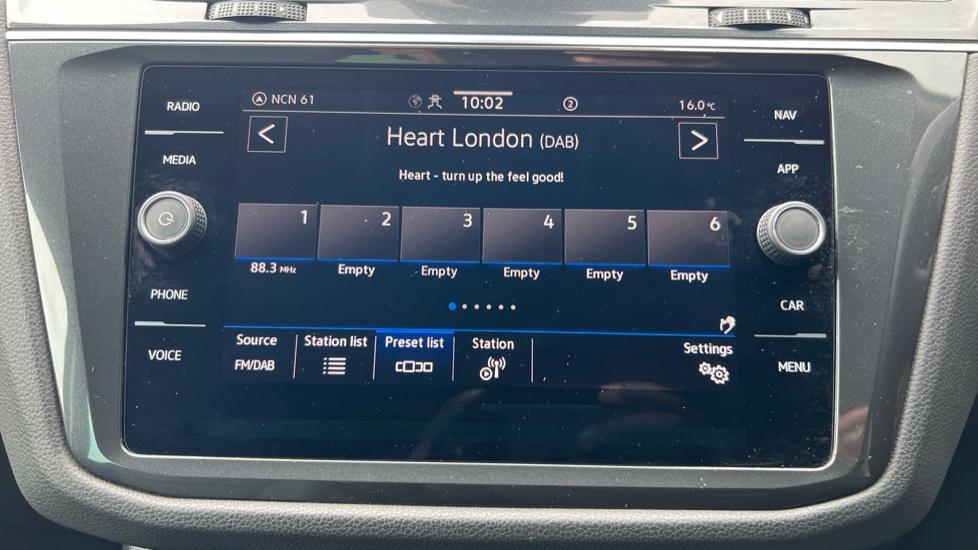 RADIO
MEDIA
PHONE
VOICE
NCN 61
10:02
2
16.0 °C
< Heart London (DAB) >
Heart - turn up the feel good!
1 2 3 4 5 6
88.3 MHz Empty Empty Empty Empty Empty
Source Station list Preset list Station Settings
FM/DAB
NAV
APP
CAR
MENU